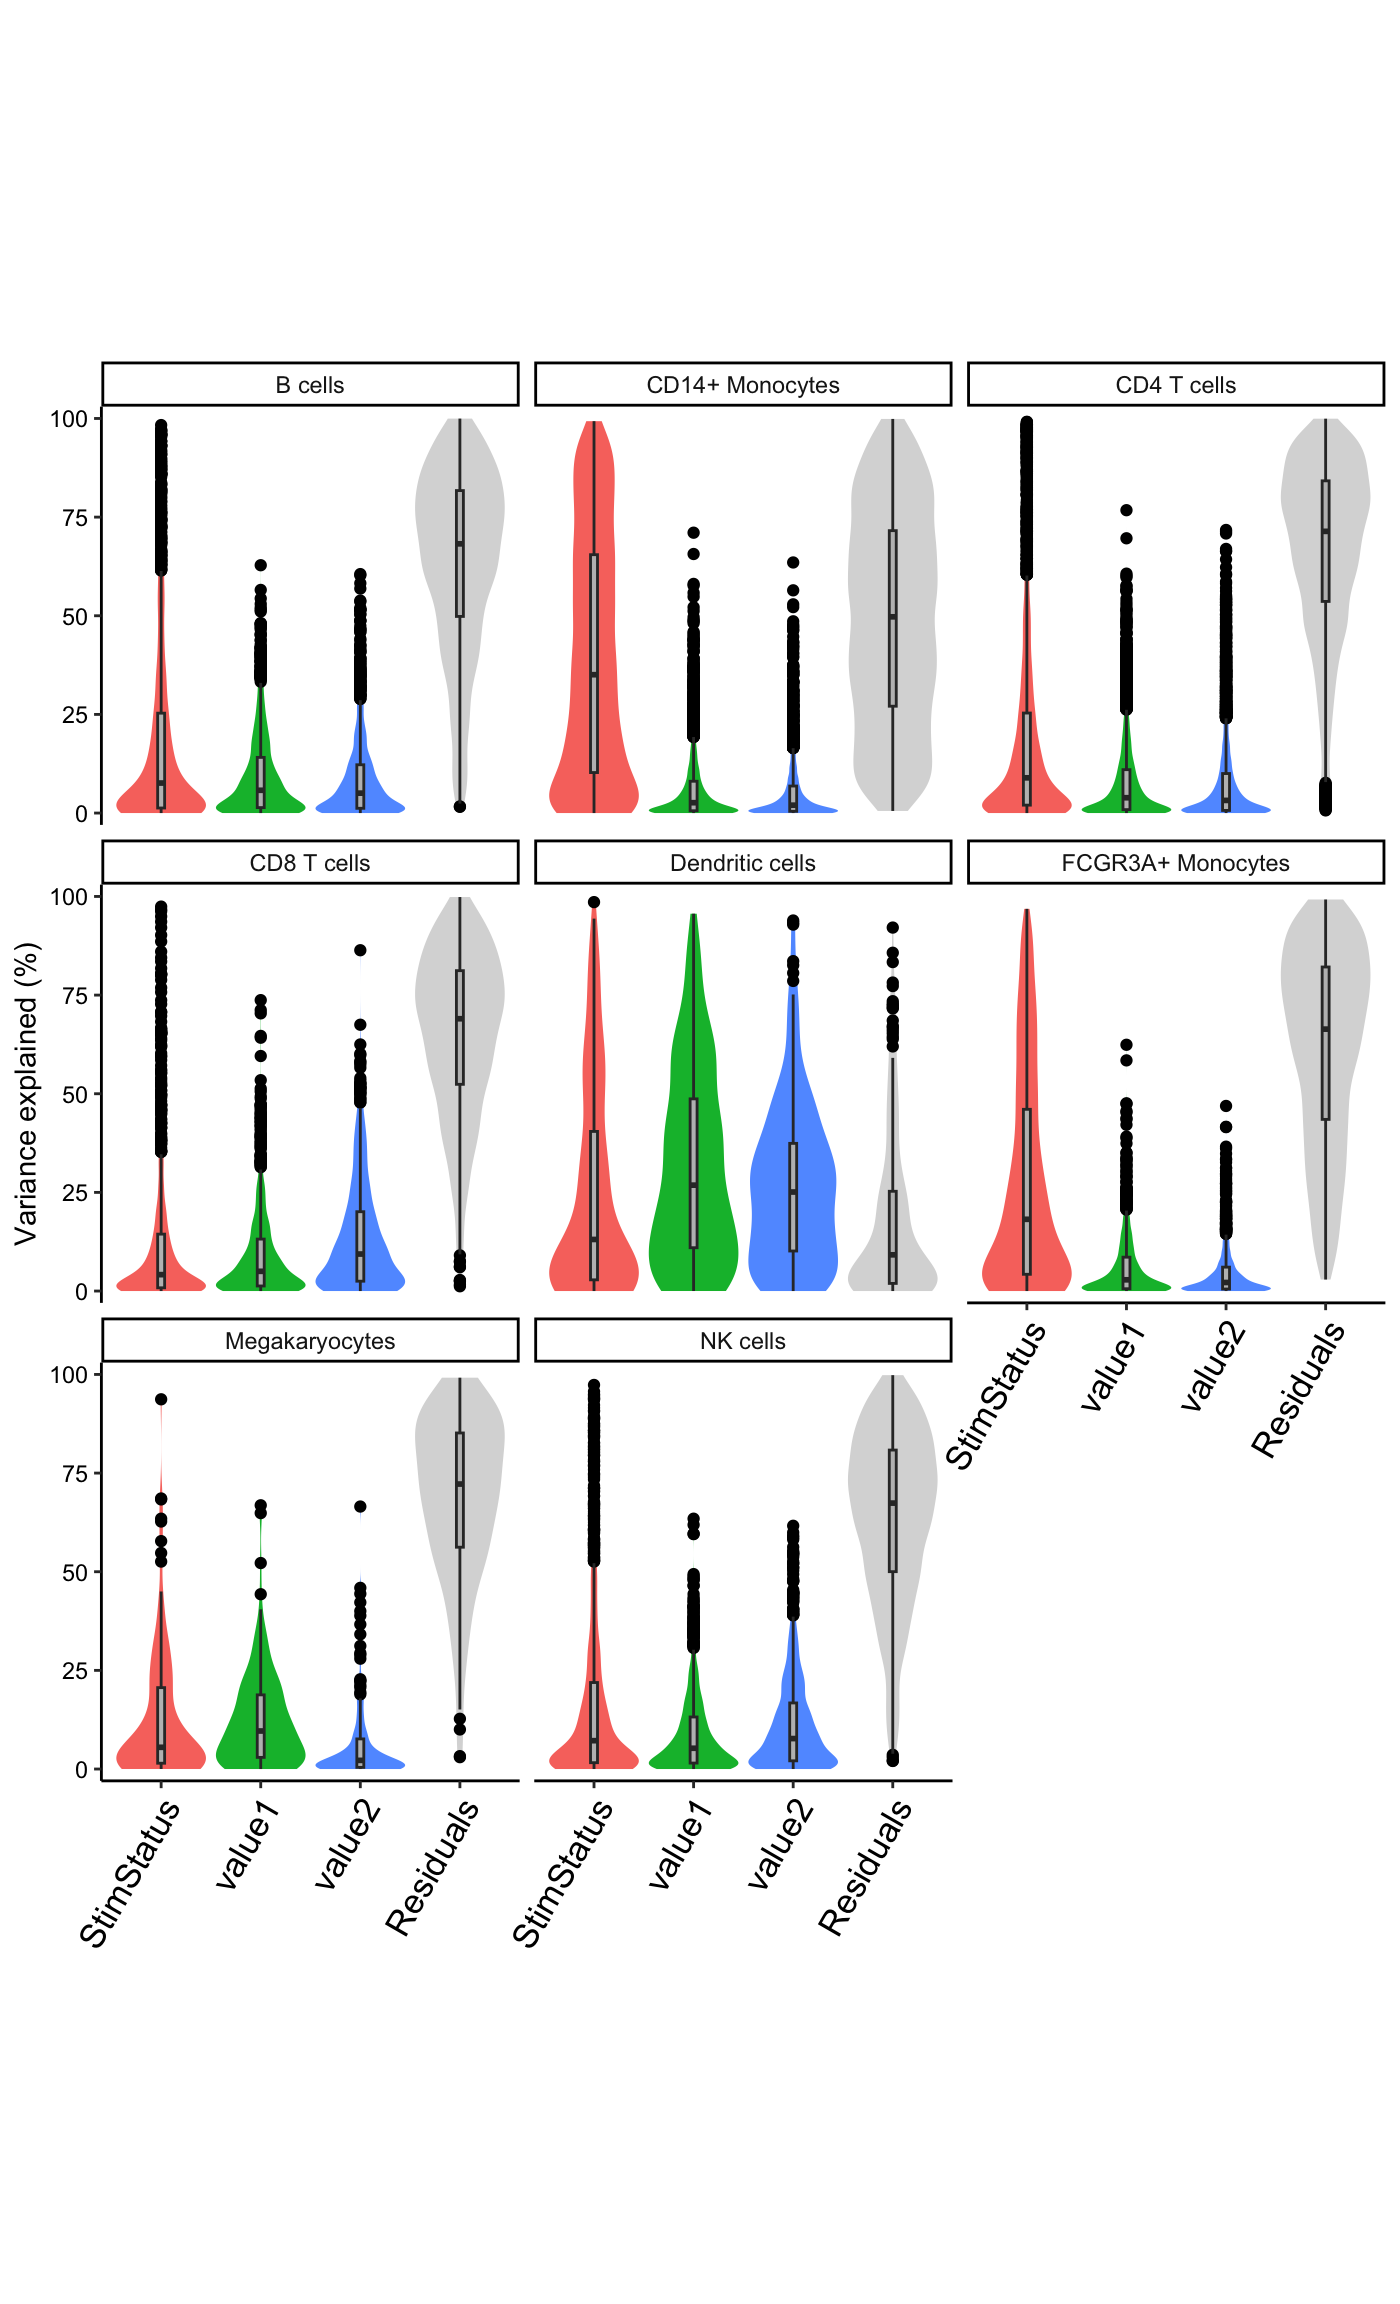 B cells
CD14+ Monocytes
CD4 T cells
100
75
50
25
0
CD8 T cells
Dendritic cells
FCGR3A+ Monocytes
Variance explained (%)
100
75
50
25
0
StimStatus
value1
value2
Residuals
Megakaryocytes
NK cells
100
75
50
25
0
StimStatus
value1
value2
Residuals
StimStatus
value1
value2
Residuals